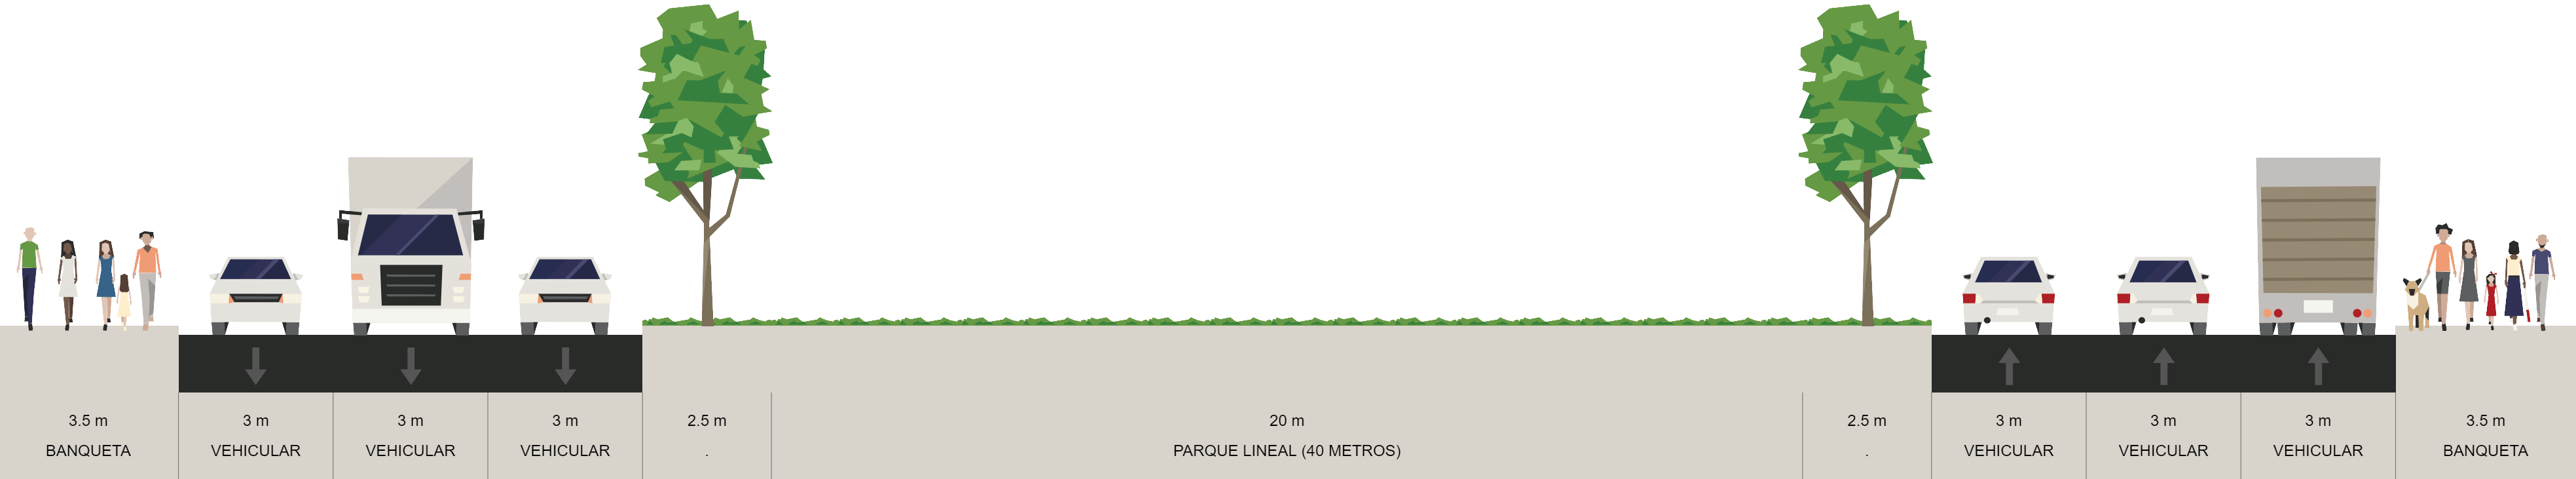 3.5 m
BANQUETA
3 m
VEHICULAR
3 m
VEHICULAR
3 m
VEHICULAR
2.5 m
.
20 m
PARQUE LINEAL (40 METROS)
2.5 m
.
3 m
VEHICULAR
3 m
VEHICULAR
3 m
VEHICULAR
3.5 m
BANQUETA